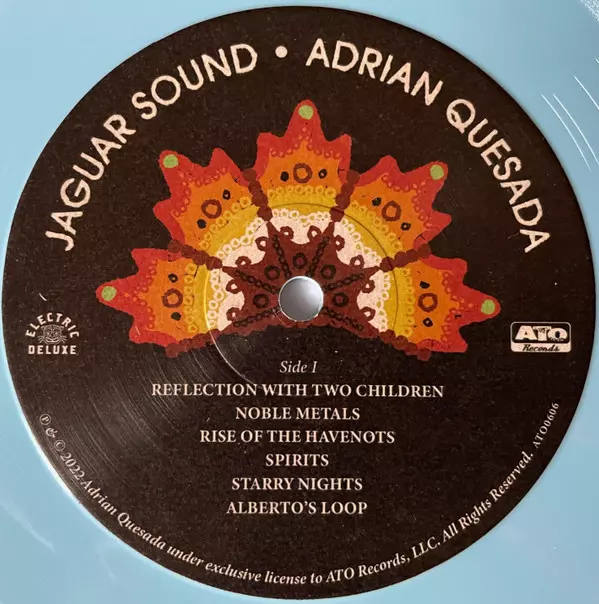 JAGUAR SOUND • ADRIAN QUESADA
ELECTRIC
DELUXE
ATO
Records
Side I
REFLECTION WITH TWO CHILDREN
NOBLE METALS
RISE OF THE HAVENOTS
SPIRITS
STARRY NIGHTS
ALBERTO'S LOOP
℗ & © 2022 Adrian Quesada under exclusive license to ATO Records, LLC. All Rights Reserved. ATO0606